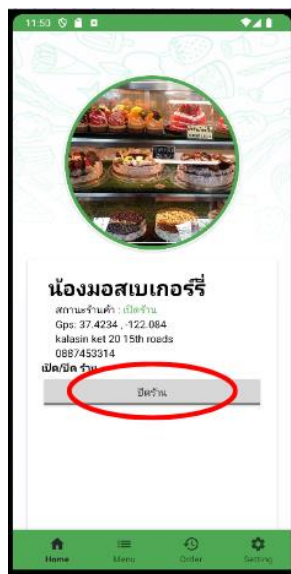 11:53
น้องมอสเบเกอร์รี่
สถานะร้านค้า : เปิดร้าน
Gps: 37.4234 , -122.084
kalasin ket 20 15th roads
0887453314
เปิด/ปิด ร้าน
ปิดร้าน
Home Menu Order Setting